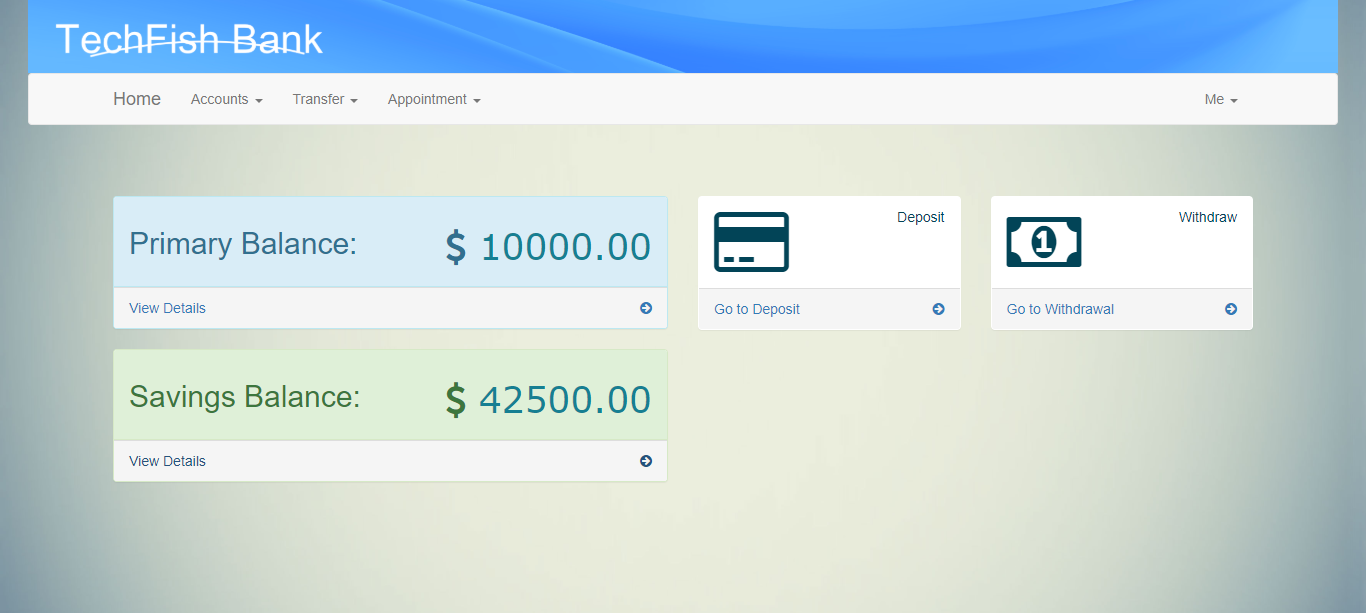 TechFish Bank
Home Accounts Transfer Appointment Me
Primary Balance: $ 10000.00
View Details
Deposit
Go to Deposit
1
Withdraw
Go to Withdrawal
Savings Balance: $ 42500.00
View Details